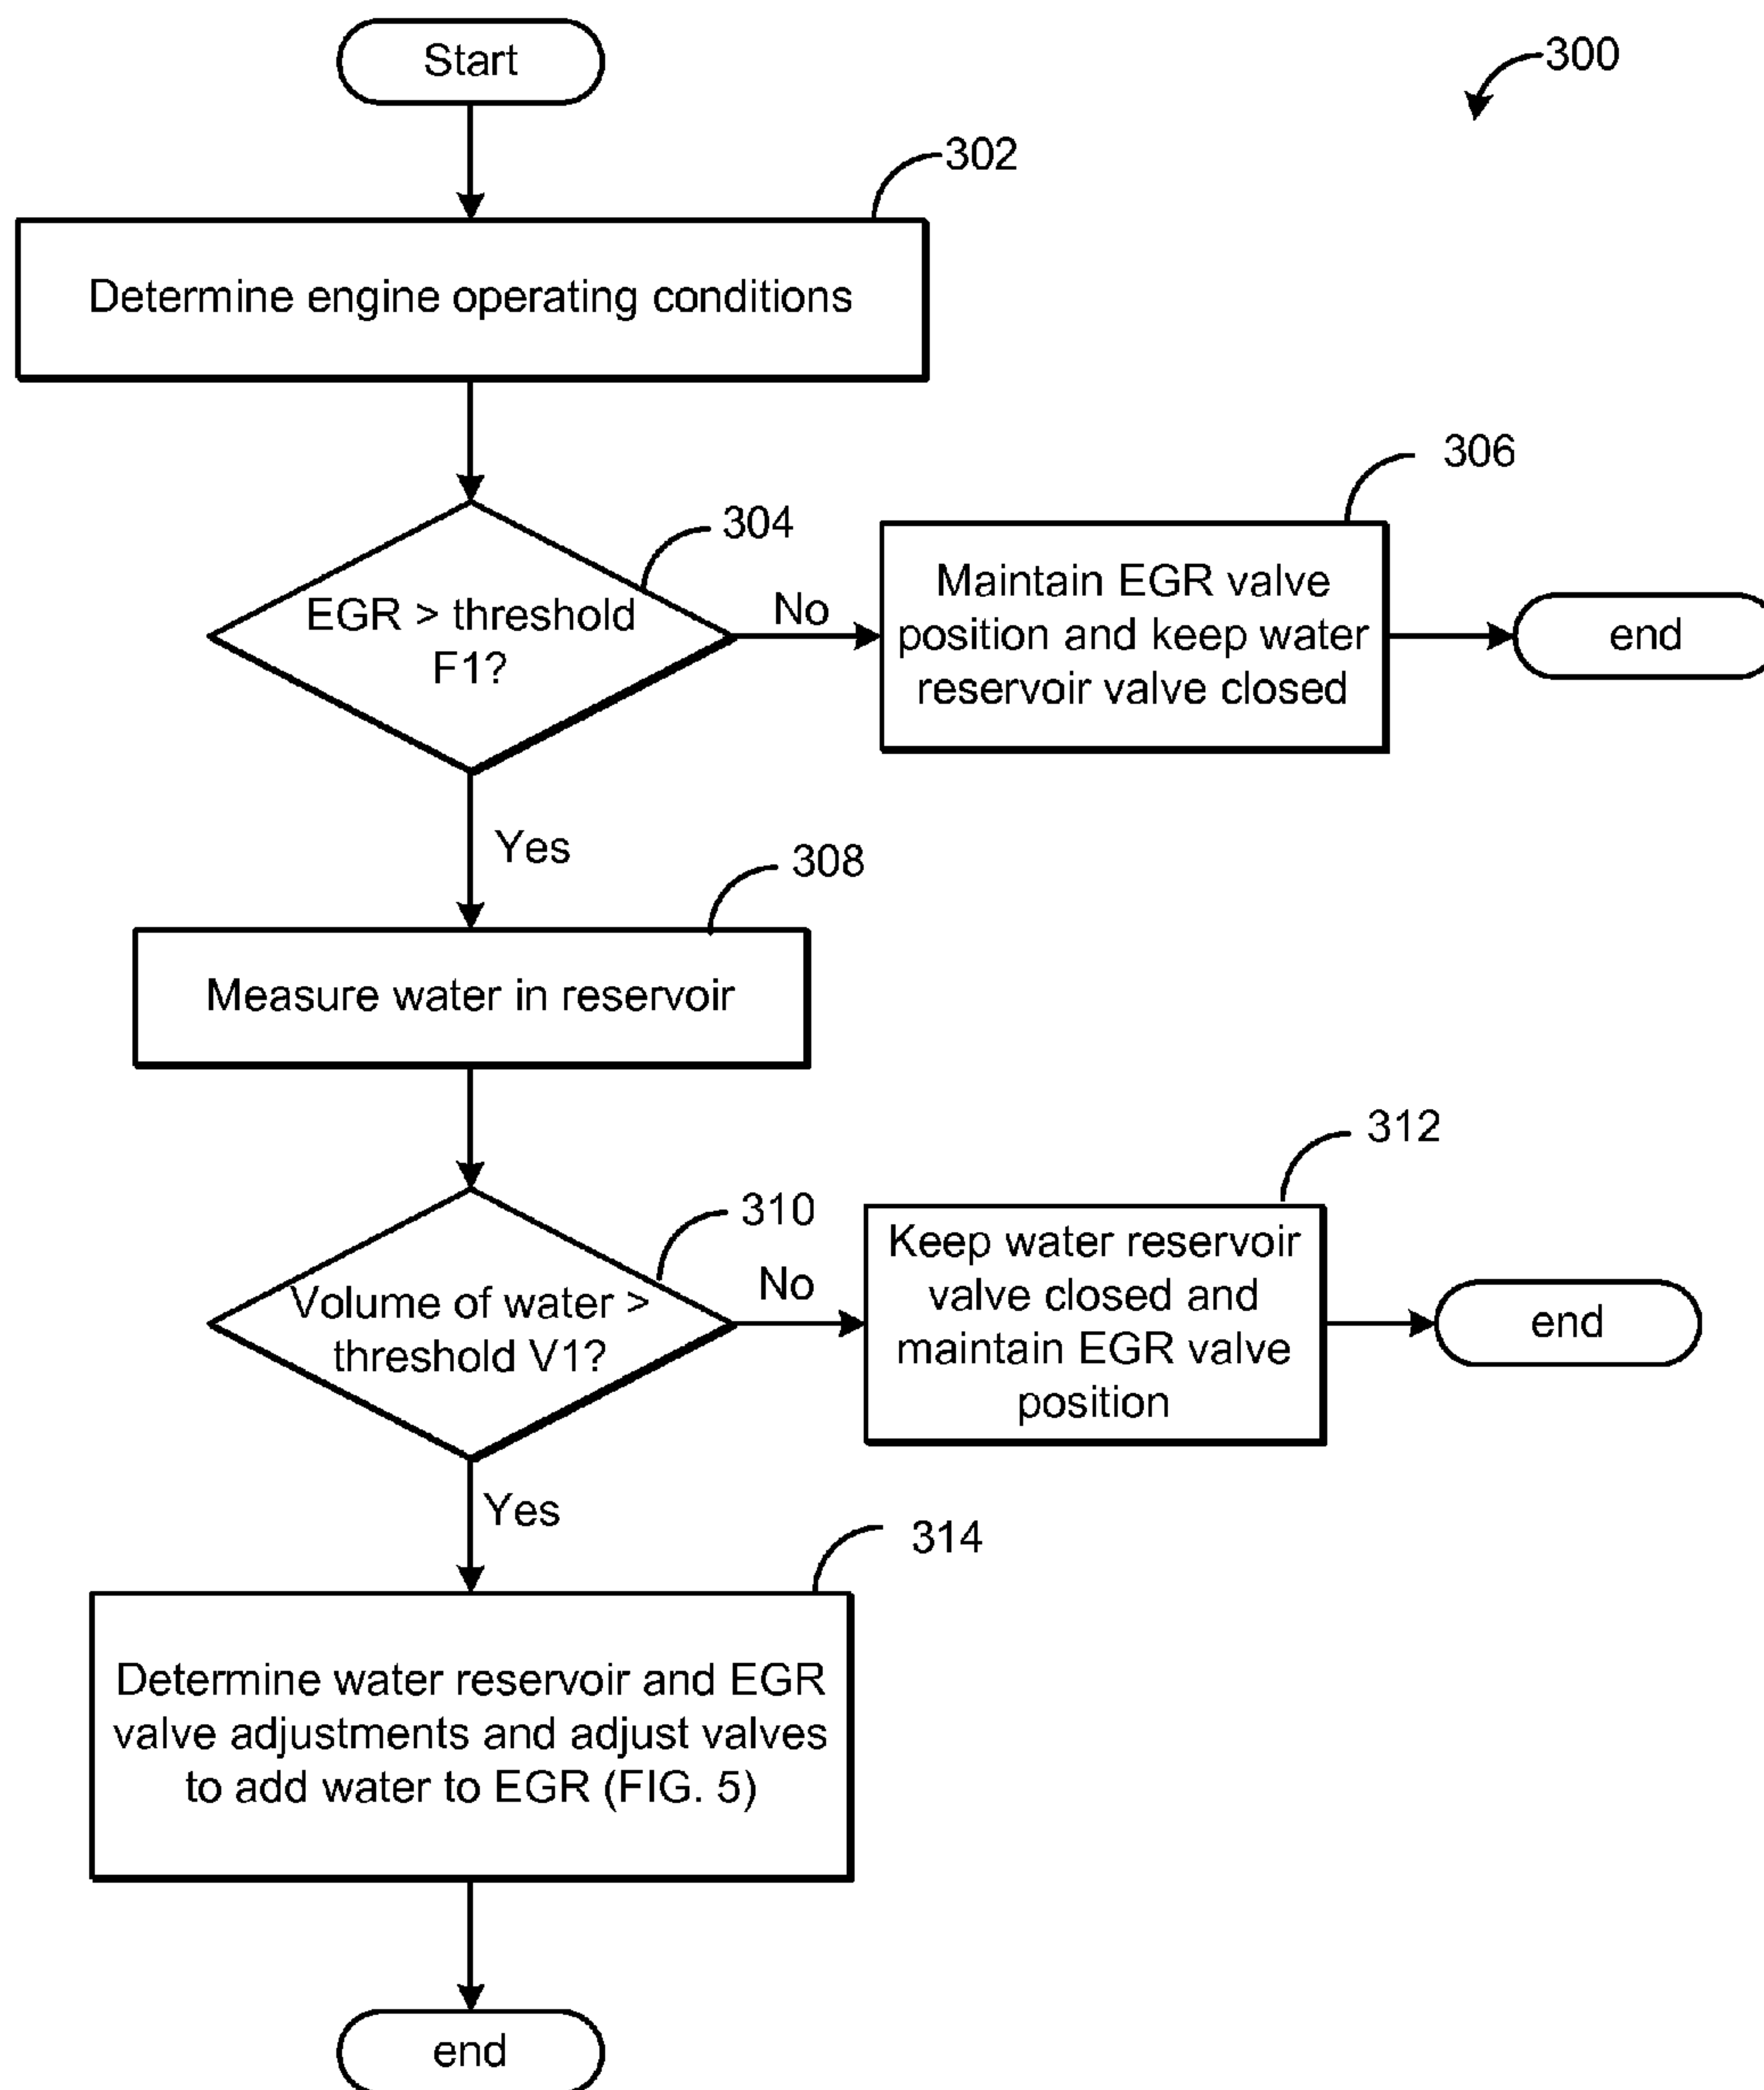 Start
300
302
Determine engine operating conditions
304
EGR > threshold
F1?
No
306
Maintain EGR valve
position and keep water
reservoir valve closed
end
Yes
308
Measure water in reservoir
310
Volume of water >
threshold V1?
No
312
Keep water reservoir
valve closed and
maintain EGR valve
position
end
Yes
314
Determine water reservoir and EGR
valve adjustments and adjust valves
to add water to EGR (FIG. 5)
end